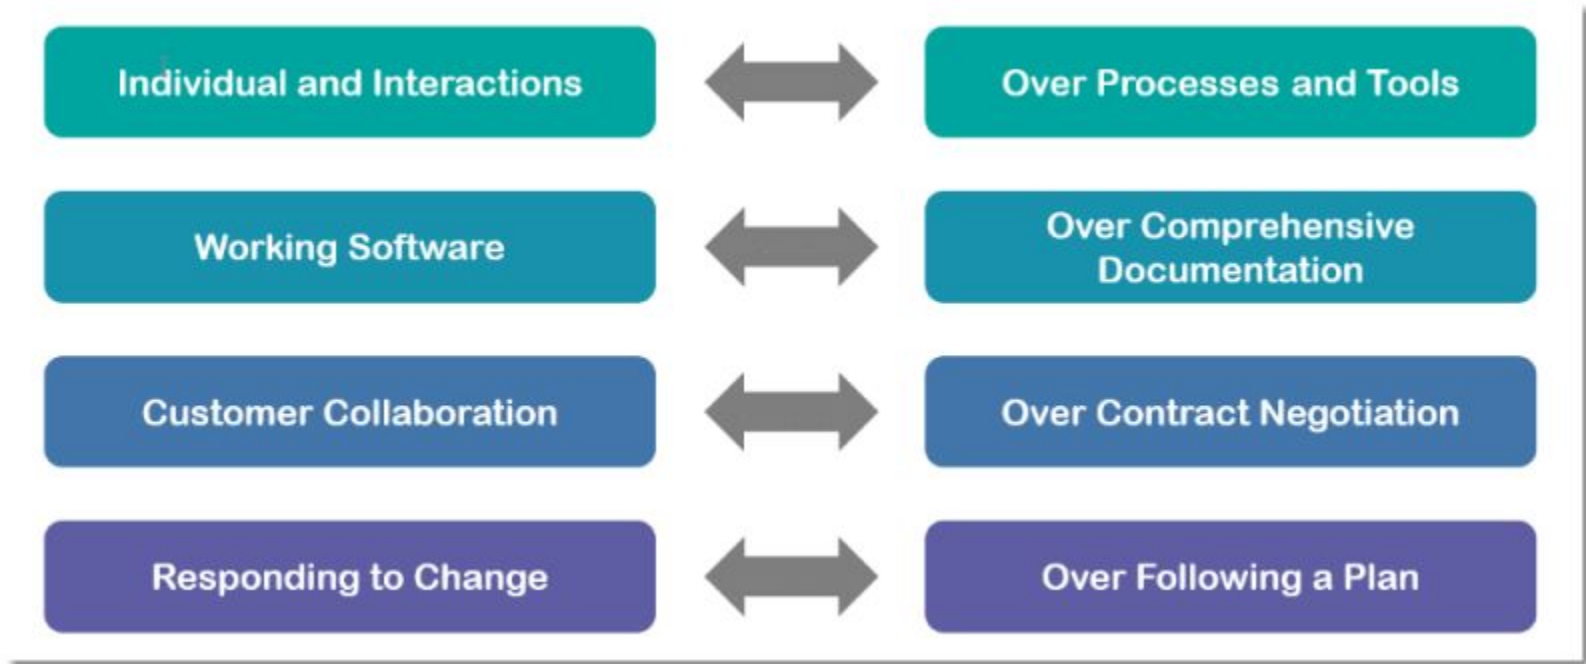 Individual and Interactions
Over Processes and Tools
Working Software
Over Comprehensive
Documentation
Customer Collaboration
Over Contract Negotiation
Responding to Change
Over Following a Plan